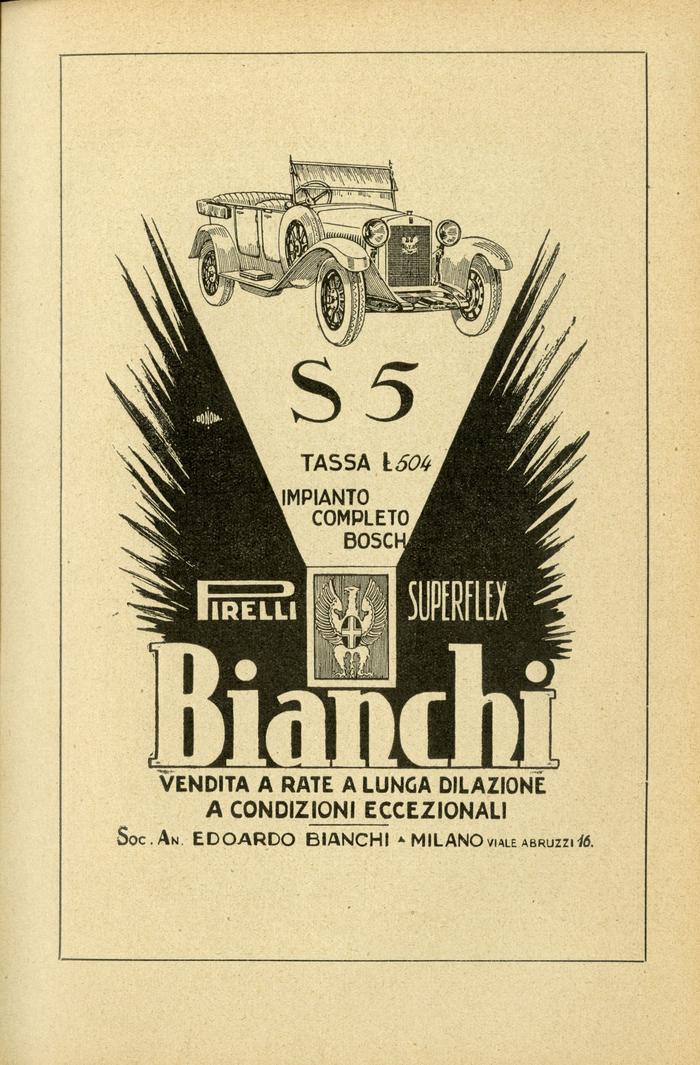 S 5
BONORA
TASSA Ł 504
IMPIANTO
COMPLETO
BOSCH
PIRELLI SUPERFLEX
Bianchi
VENDITA A RATE A LUNGA DILAZIONE
A CONDIZIONI ECCEZIONALI
Soc. An. EDOARDO BIANCHI - MILANO VIALE ABRUZZI 16.